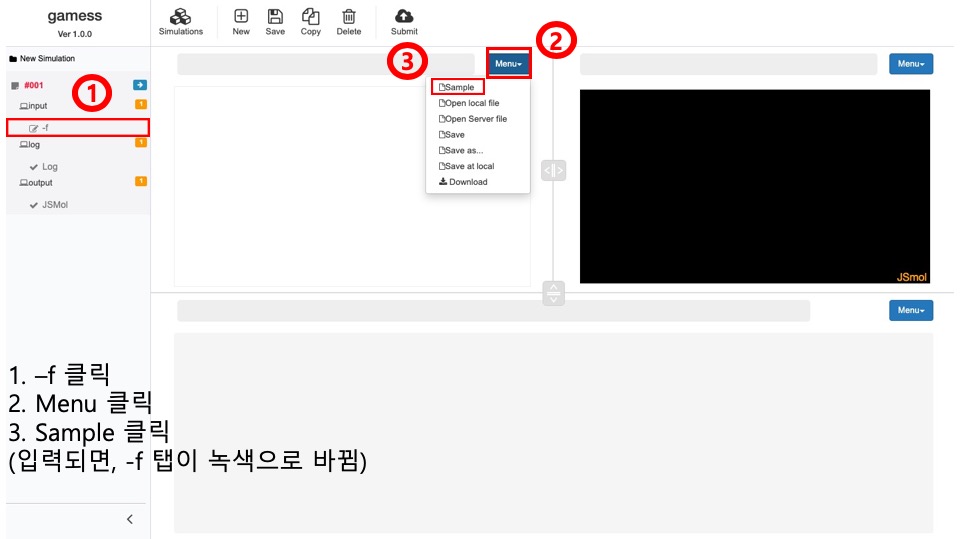 gamess
Ver 1.0.0
Simulations
New
Save
Copy
Delete
Submit
New Simulation
#001
input
1
-f
log
1
Log
output
1
JSMol
1
2
3
Menu
Sample
Open local file
Open Server file
Save
Save as...
Save at local
Download
Menu
JSmol
Menu
1. –f 클릭
2. Menu 클릭
3. Sample 클릭
(입력되면, -f 탭이 녹색으로 바뀜)